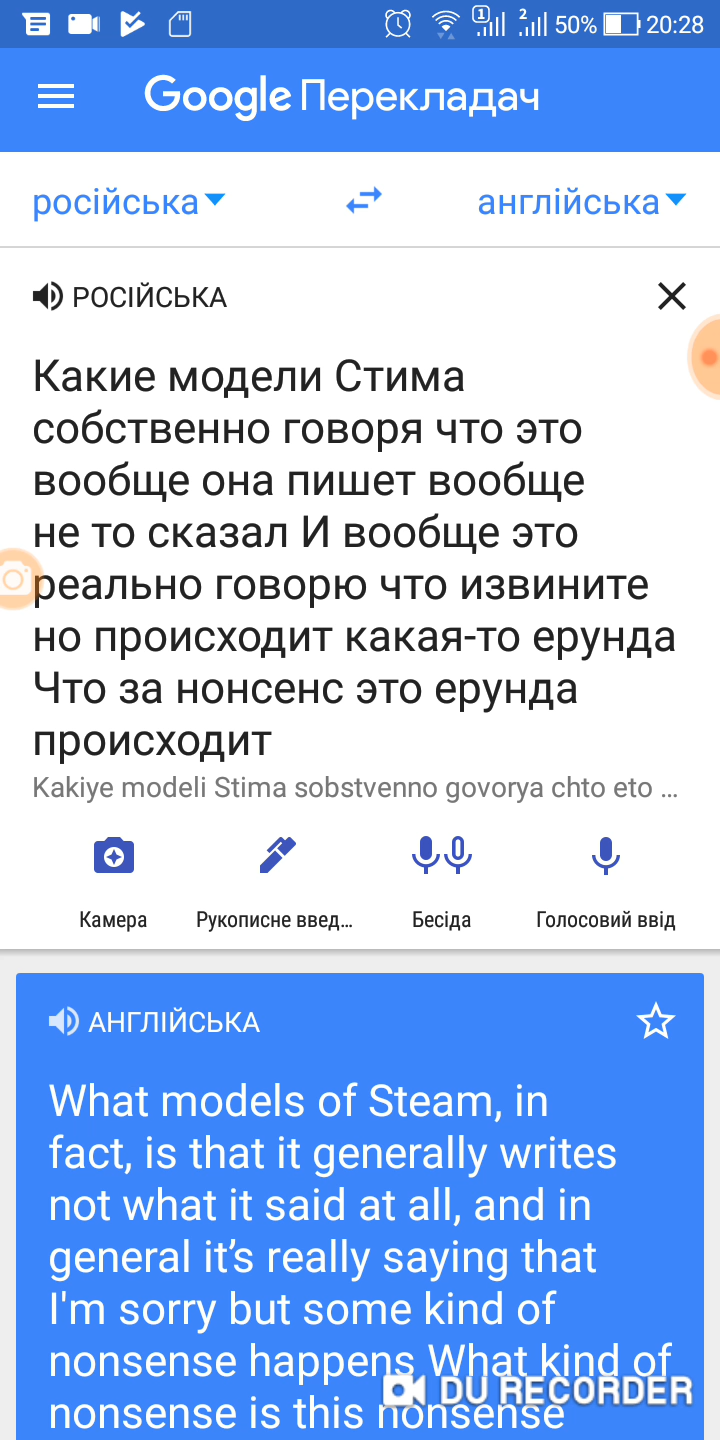 1 2 50% 20:28
Google Перекладач
російська англійська
РОСІЙСЬКА
Какие модели Стима
собственно говоря что это
вообще она пишет вообще
не то сказал И вообще это
реально говорю что извините
но происходит какая-то ерунда
Что за нонсенс это ерунда
происходит
Kakiye modeli Stima sobstvenno govorya chto eto ...
Камера Рукописне введ... Бесіда Голосовий ввід
АНГЛІЙСЬКА
What models of Steam, in
fact, is that it generally writes
not what it said at all, and in
general it's really saying that
I'm sorry but some kind of
nonsense happens What kind of
nonsense is this nonsense
DU RECORDER